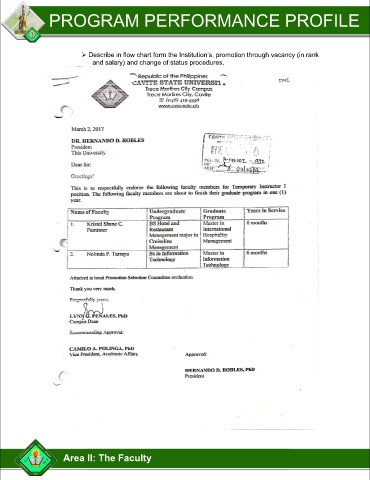 PROGRAM PERFORMANCE PROFILE
➢ Describe in flow chart form the Institution's, promotion through vacancy (in rank
and salary) and change of status procedures.
Republic of the Philippines
CAVITE STATE UNIVERSITY
Trece Martires City Campus
Trece Martires City, Cavite
www.cvsu.edu.ph
March 2, 2017
DR. HERNANDO D. ROBLES
President
This University
Dear Sir:
Greetings!
This is to respectfully endorse the following faculty members for Temporary Instructor I
position. The following faculty members are about to finish their graduate program in one (1)
year.
Name of Faculty Undergraduate Program Graduate Program Years in Service
1. Kristel Shane C. Paminter BS Hotel and Restaurant Management major in Cruiseline Management Master in International Hospitality Management 6 months
2. Nolinda P. Tarraya Bs in Information Technology Master in Information Technology 6 months
Attached is local Promotion Selection Committee evaluation.
Thank you very much.
Respectfully yours,
LYNN G. PENALES, PhD
Campus Dean
Recommending Approval:
CAMILO A. POLINGA, PhD
Vice President, Academic Affairs
Approved:
HERNANDO D. ROBLES, PhD
President
Area II: The Faculty